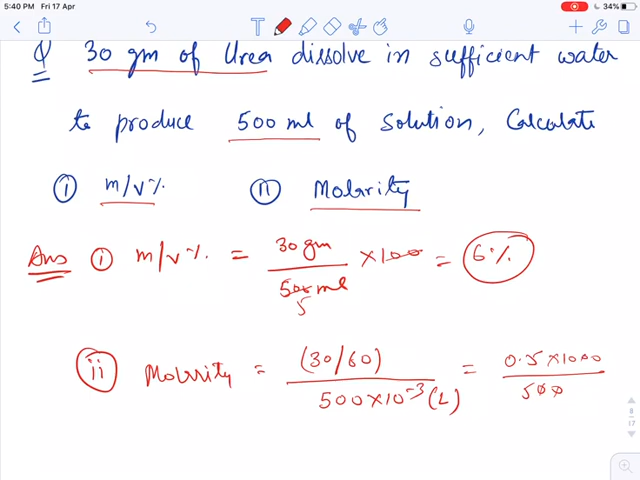 5:40 PM Fri 17 Apr 34%
Q 30 gm of Urea dissolve in sufficient water
to produce 500 ml of solution, Calculate
i m/v% ii Molarity
Ans i m/v% = 30 gm / 500 ml × 100 = 6%
5
ii Molarity = (30/60) / 500 × 10⁻³ (L) = 0.5 × 1000 / 500
8
17